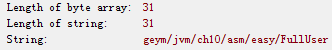 Length of byte array: 31
Length of string: 31
String: geym/jvm/ch10/asm/easy/FullUser